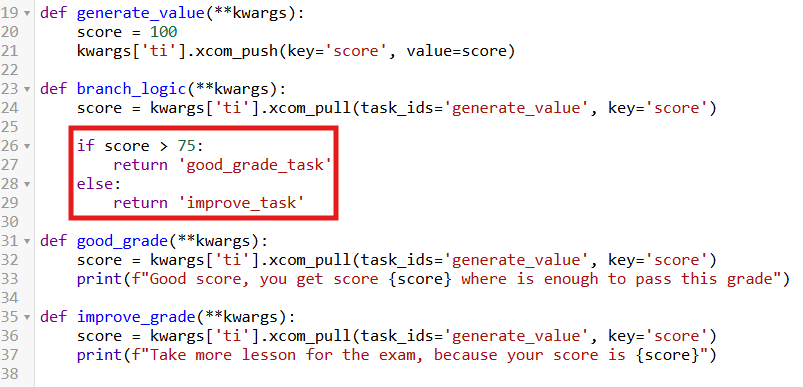 19 def generate_value(**kwargs):
20     score = 100
21     kwargs['ti'].xcom_push(key='score', value=score)
22
23 def branch_logic(**kwargs):
24     score = kwargs['ti'].xcom_pull(task_ids='generate_value', key='score')
25
26     if score > 75:
27         return 'good_grade_task'
28     else:
29         return 'improve_task'
30
31 def good_grade(**kwargs):
32     score = kwargs['ti'].xcom_pull(task_ids='generate_value', key='score')
33     print(f"Good score, you get score {score} where is enough to pass this grade")
34
35 def improve_grade(**kwargs):
36     score = kwargs['ti'].xcom_pull(task_ids='generate_value', key='score')
37     print(f"Take more lesson for the exam, because your score is {score}")
38